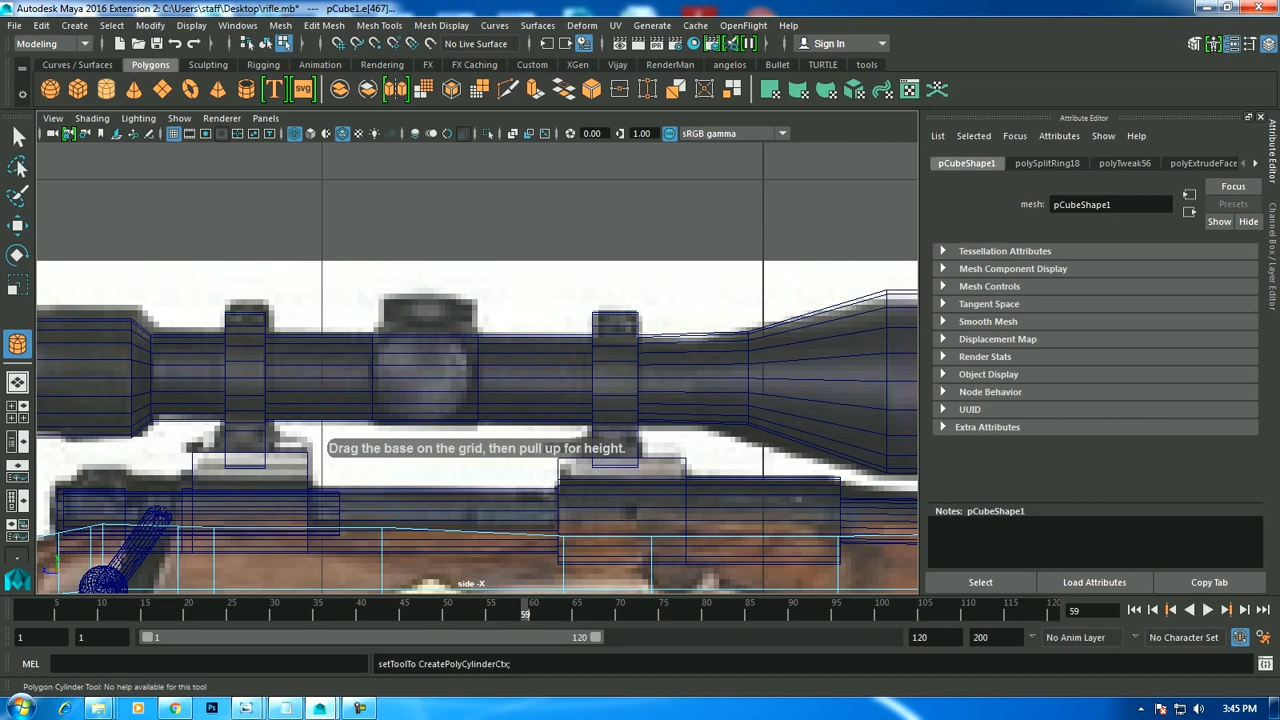 Autodesk Maya 2016 Extension 2: C:\Users\staff\Desktop\rifle.mb* --- pCube1.e[467]...
File Edit Create Select Modify Display Windows Mesh Edit Mesh Mesh Tools Mesh Display Curves Surfaces Deform UV Generate Cache OpenFlight Help
Modeling No Live Surface Sign In
Curves / Surfaces Polygons Sculpting Rigging Animation Rendering FX FX Caching Custom XGen Vijay RenderMan angelos Bullet TURTLE tools
T svg
View Shading Lighting Show Renderer Panels
0.00 1.00 sRGB gamma
Attribute Editor
List Selected Focus Attributes Show Help
pCubeShape1 polySplitRing18 polyTweak56 polyExtrudeFace
Focus
Presets
mesh: pCubeShape1
Show Hide
Tessellation Attributes
Mesh Component Display
Mesh Controls
Tangent Space
Smooth Mesh
Displacement Map
Render Stats
Object Display
Node Behavior
UUID
Extra Attributes
Notes: pCubeShape1
Select Load Attributes Copy Tab
Attribute Editor
Channel Box / Layer Editor
Drag the base on the grid, then pull up for height.
side -X
5 10 15 20 25 30 35 40 45 50 55 59 60 65 70 75 80 85 90 95 100 105 110 115 120
59
1 1 1 120 120 200 No Anim Layer No Character Set
MEL setToolTo CreatePolyCylinderCtx;
Polygon Cylinder Tool: No help available for this tool
Ps 3:45 PM